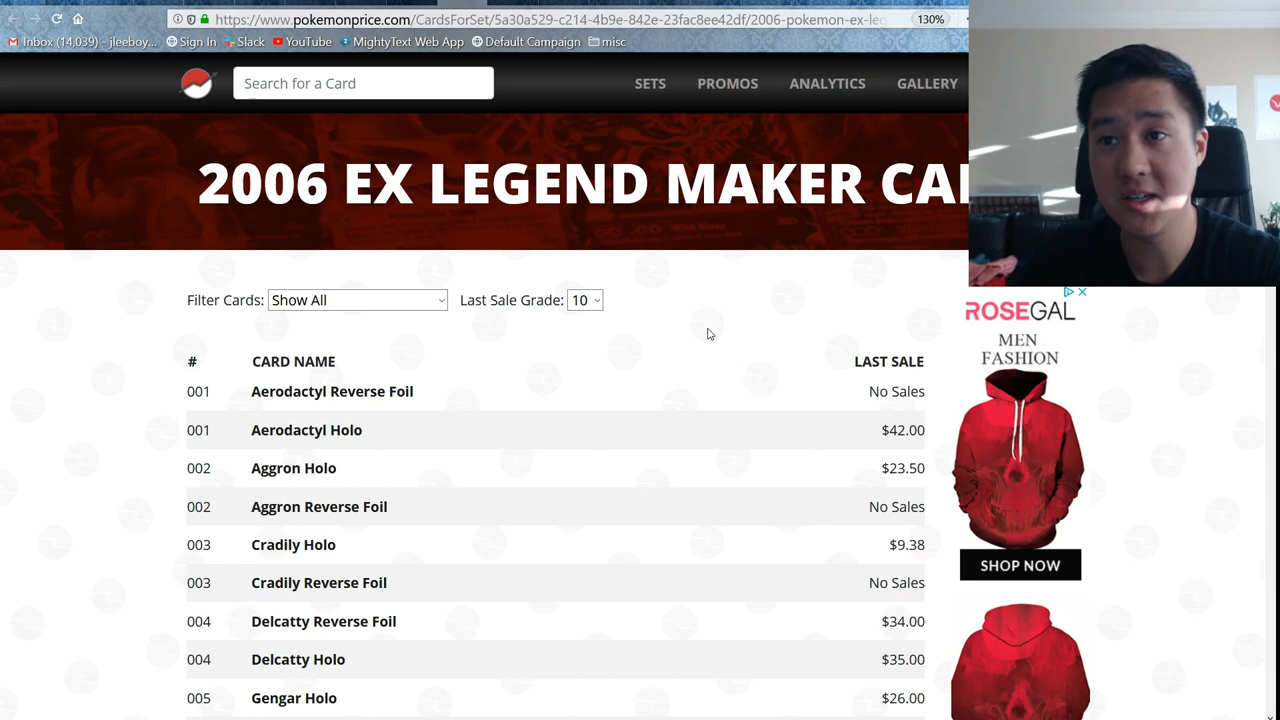 https://www.pokemonprice.com/CardsForSet/5a30a529-c214-4b9e-842e-23fac8ee42df/2006-pokemon-ex-leg 130%
Inbox (14,039) - jleeboy... Sign In Slack YouTube MightyText Web App Default Campaign misc
Search for a Card SETS PROMOS ANALYTICS GALLERY
2006 EX LEGEND MAKER CA
Filter Cards: Show All Last Sale Grade: 10
# CARD NAME LAST SALE
001 Aerodactyl Reverse Foil No Sales
001 Aerodactyl Holo $42.00
002 Aggron Holo $23.50
002 Aggron Reverse Foil No Sales
003 Cradily Holo $9.38
003 Cradily Reverse Foil No Sales
004 Delcatty Reverse Foil $34.00
004 Delcatty Holo $35.00
005 Gengar Holo $26.00
ROSEGAL
MEN
FASHION
SHOP NOW